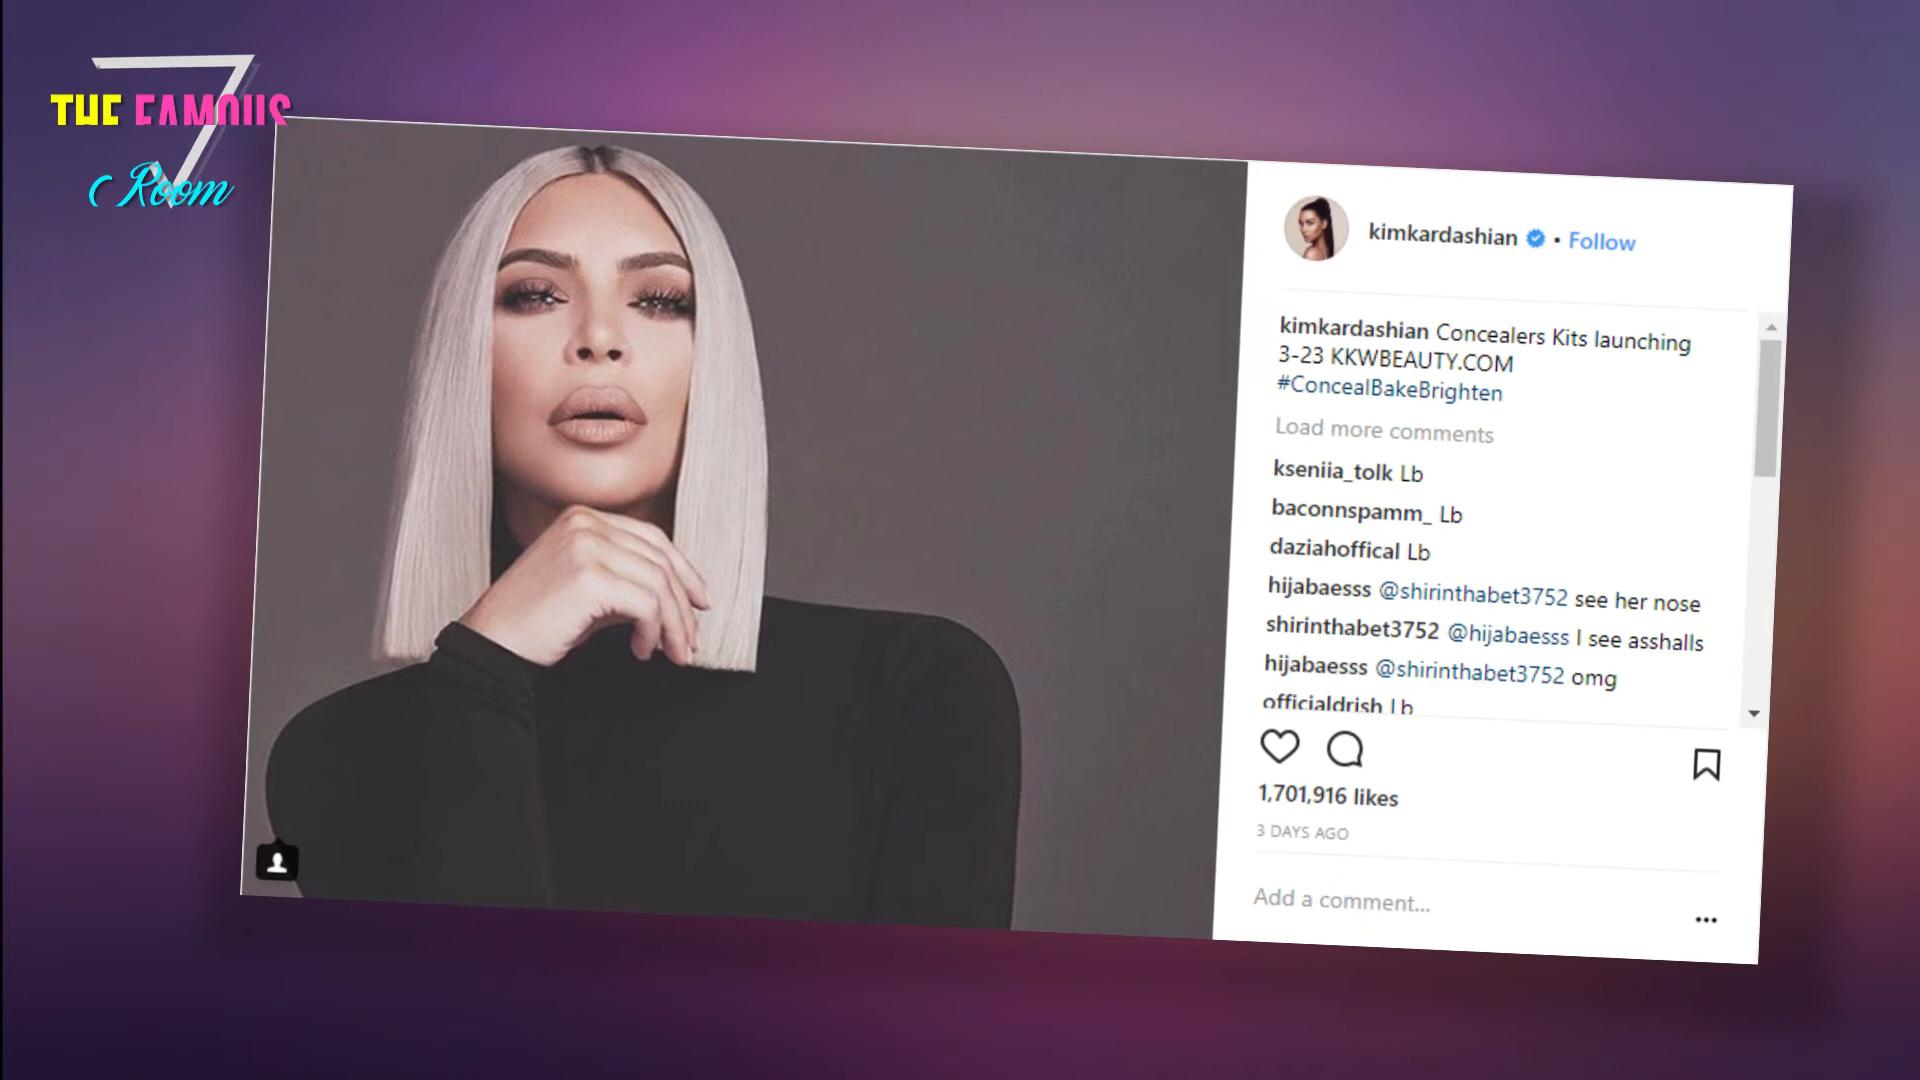 THE FAMOUS
Room
kimkardashian • Follow
kimkardashian Concealers Kits launching
3-23 KKWBEAUTY.COM
#ConcealBakeBrighten
Load more comments
kseniia_tolk Lb
baconnspamm_ Lb
daziahoffical Lb
hijabaesss @shirinthabet3752 see her nose
shirinthabet3752 @hijabaesss I see asshalls
hijabaesss @shirinthabet3752 omg
officialdrish Lb
1,701,916 likes
3 DAYS AGO
Add a comment...